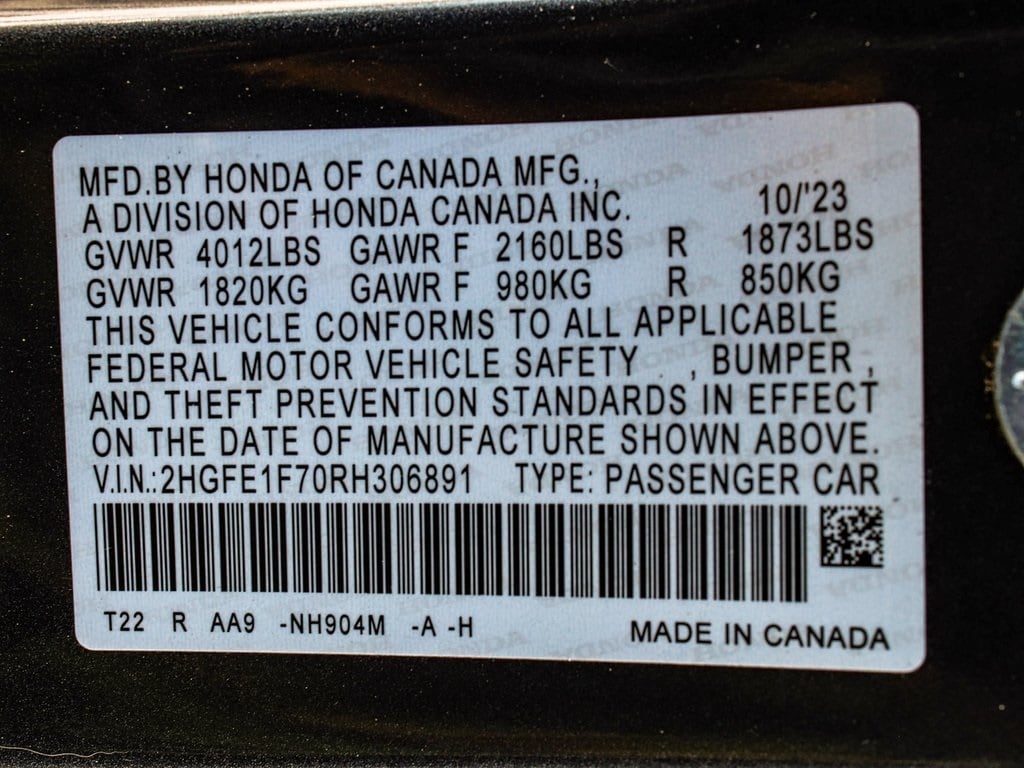 MFD.BY HONDA OF CANADA MFG.,
A DIVISION OF HONDA CANADA INC. 10/'23
GVWR 4012LBS GAWR F 2160LBS R 1873LBS
GVWR 1820KG GAWR F 980KG R 850KG
THIS VEHICLE CONFORMS TO ALL APPLICABLE
FEDERAL MOTOR VEHICLE SAFETY , BUMPER ,
AND THEFT PREVENTION STANDARDS IN EFFECT
ON THE DATE OF MANUFACTURE SHOWN ABOVE.
V.I.N.:2HGFE1F70RH306891 TYPE: PASSENGER CAR
T22 R AA9 -NH904M -A -H MADE IN CANADA